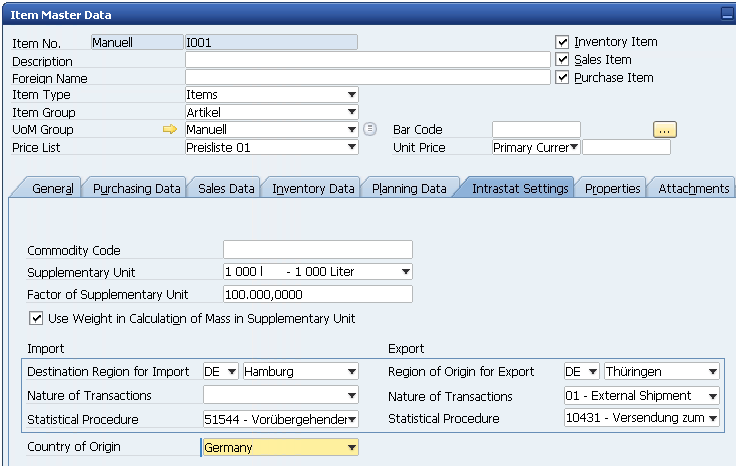 Item Master Data
Item No. Manuell I001 Inventory Item
Description Sales Item
Foreign Name Purchase Item
Item Type Items
Item Group Artikel
UoM Group Manuell Bar Code ...
Price List Preisliste 01 Unit Price Primary Curren
General Purchasing Data Sales Data Inventory Data Planning Data Intrastat Settings Properties Attachments
Commodity Code
Supplementary Unit 1 000 l - 1 000 Liter
Factor of Supplementary Unit 100.000,0000
Use Weight in Calculation of Mass in Supplementary Unit
Import Export
Destination Region for Import DE Hamburg Region of Origin for Export DE Thüringen
Nature of Transactions Nature of Transactions 01 - External Shipment
Statistical Procedure 51544 - Vorübergehender Statistical Procedure 10431 - Versendung zum
Country of Origin Germany